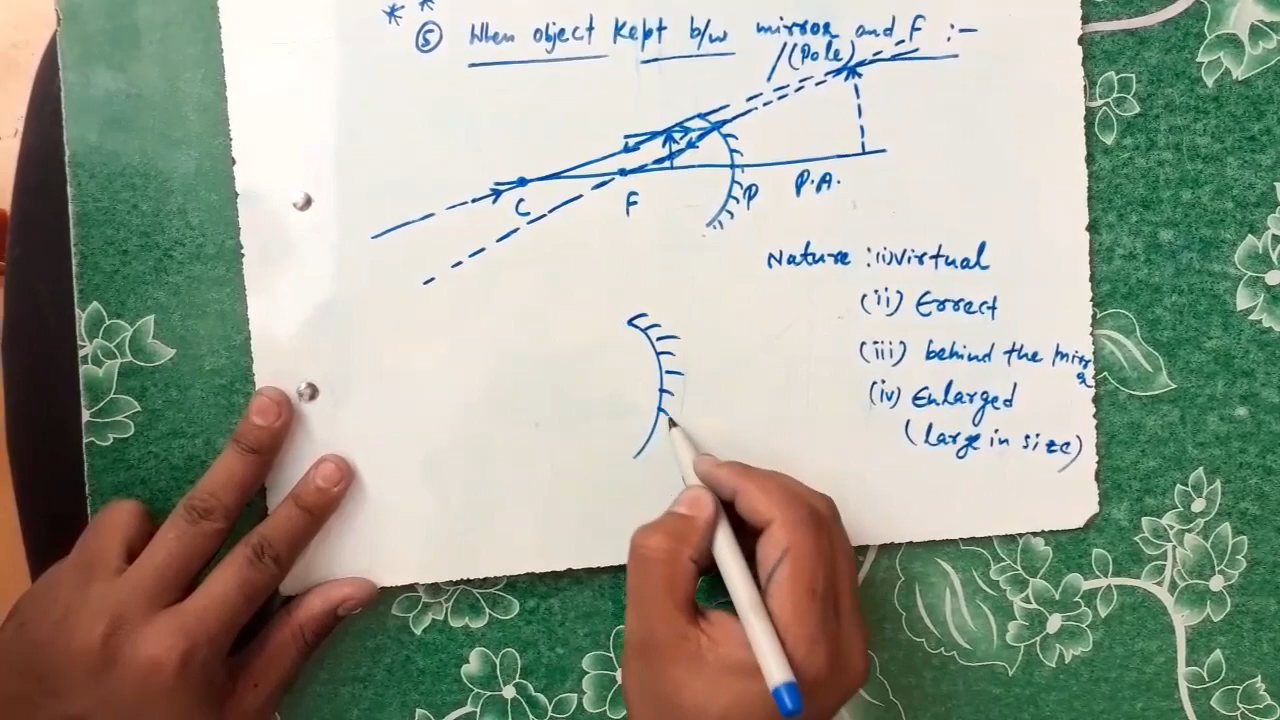 * *
⑤ When object kept b/w mirror and F :-
/(Pole)
C
F
P
P.A.
Nature : (i) virtual
(ii) Errect
(iii) behind the mirror
(iv) Enlarged
(large in size)